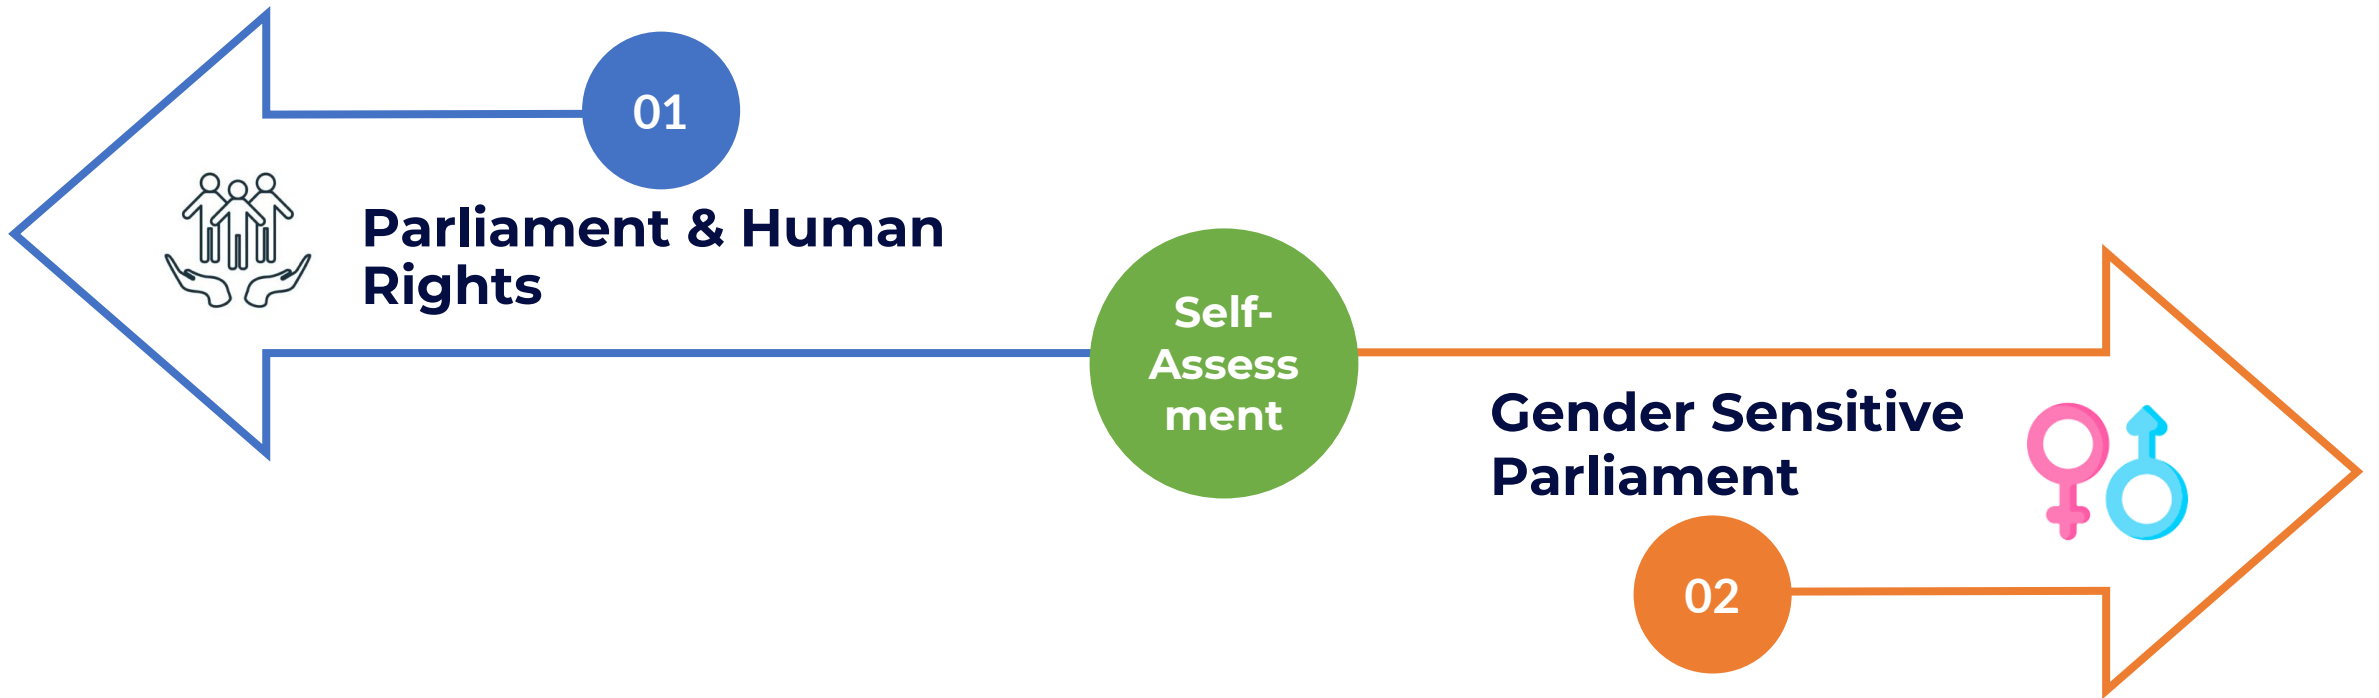 01
Parliament & Human
Rights
Self-
Assess
ment
Gender Sensitive
Parliament
02